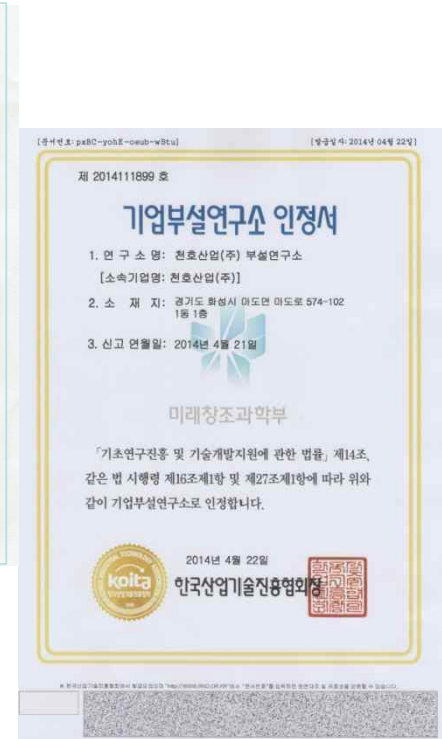 [문서번호: pxBC-yohE-oeub-wBtu] [발급일자: 2014년 04월 22일]
제 2014111899 호
기업부설연구소 인정서
1. 연 구 소 명: 천호산업(주) 부설연구소
[소속기업명: 천호산업(주)]
2. 소 재 지: 경기도 화성시 마도면 마도로 574-102
1동 1층
3. 신고 연월일: 2014년 4월 21일
미래창조과학부
「기초연구진흥 및 기술개발지원에 관한 법률」 제14조,
같은 법 시행령 제16조제1항 및 제27조제1항에 따라 위와
같이 기업부설연구소로 인정합니다.
2014년 4월 22일
koita
한국산업기술진흥협회장